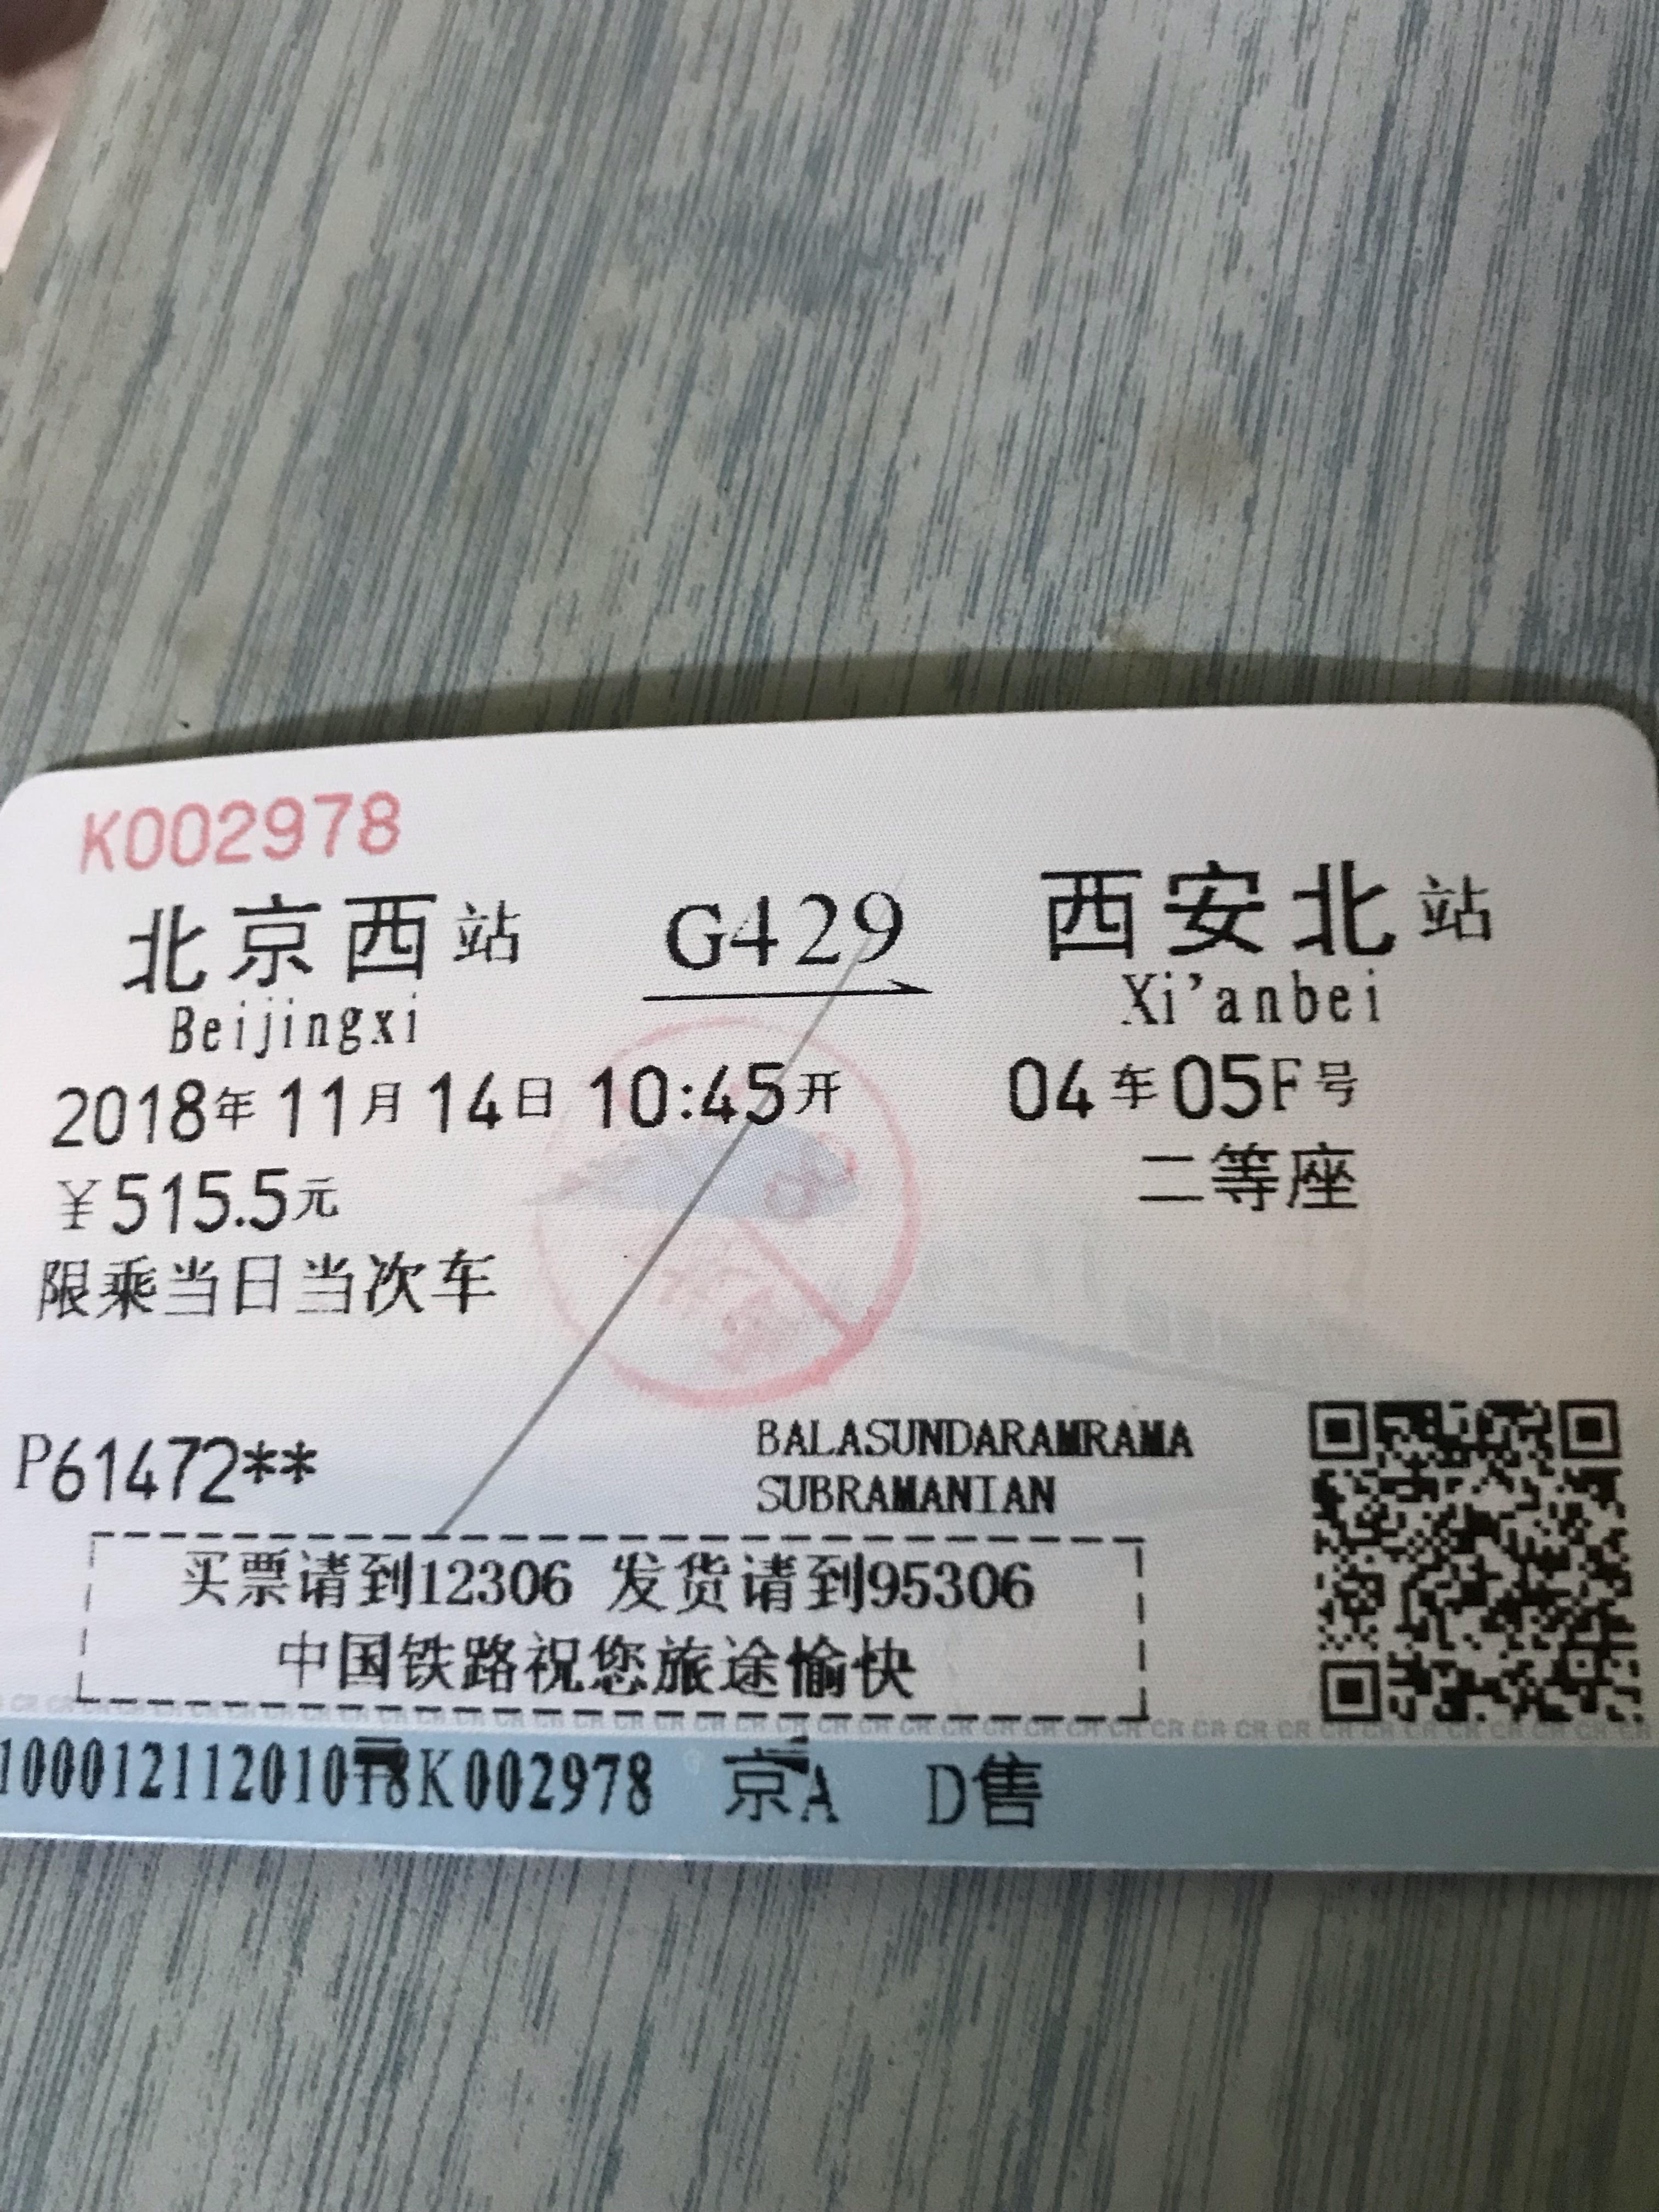 K002978
北京西站 G429 西安北站
Beijingxi Xi'anbei
2018年11月14日 10:45开 04车05F号
¥515.5元 二等座
限乘当日当次车
P61472** BALASUNDARAMRAMA
SUBRAMANIAN
买票请到12306 发货请到95306
中国铁路祝您旅途愉快
K002978 京A D售